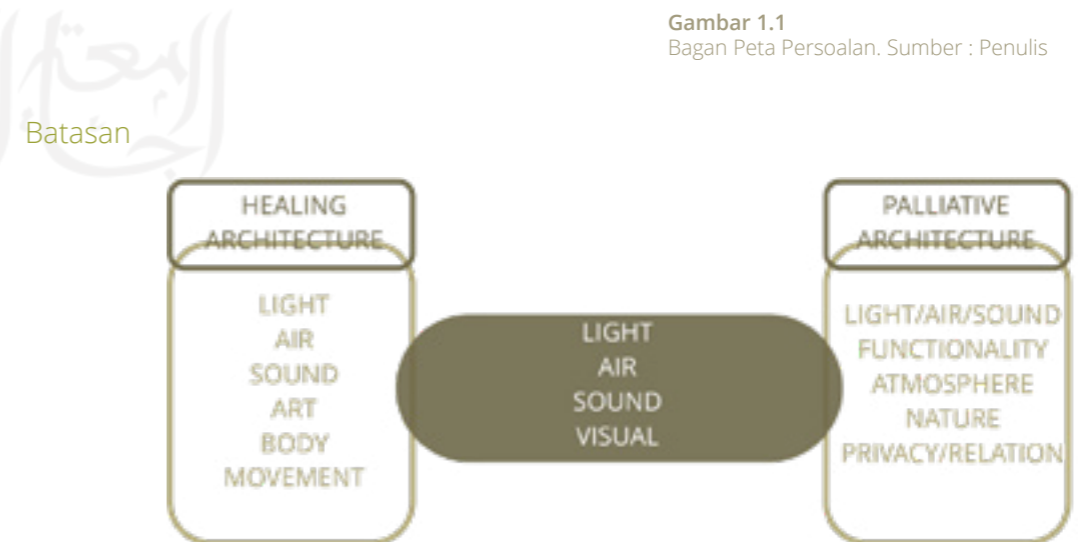 Gambar 1.1
Bagan Peta Persoalan. Sumber : Penulis
Batasan
HEALING
ARCHITECTURE
LIGHT
AIR
SOUND
ART
BODY
MOVEMENT
LIGHT
AIR
SOUND
VISUAL
PALLIATIVE
ARCHITECTURE
LIGHT/AIR/SOUND
FUNCTIONALITY
ATMOSPHERE
NATURE
PRIVACY/RELATION